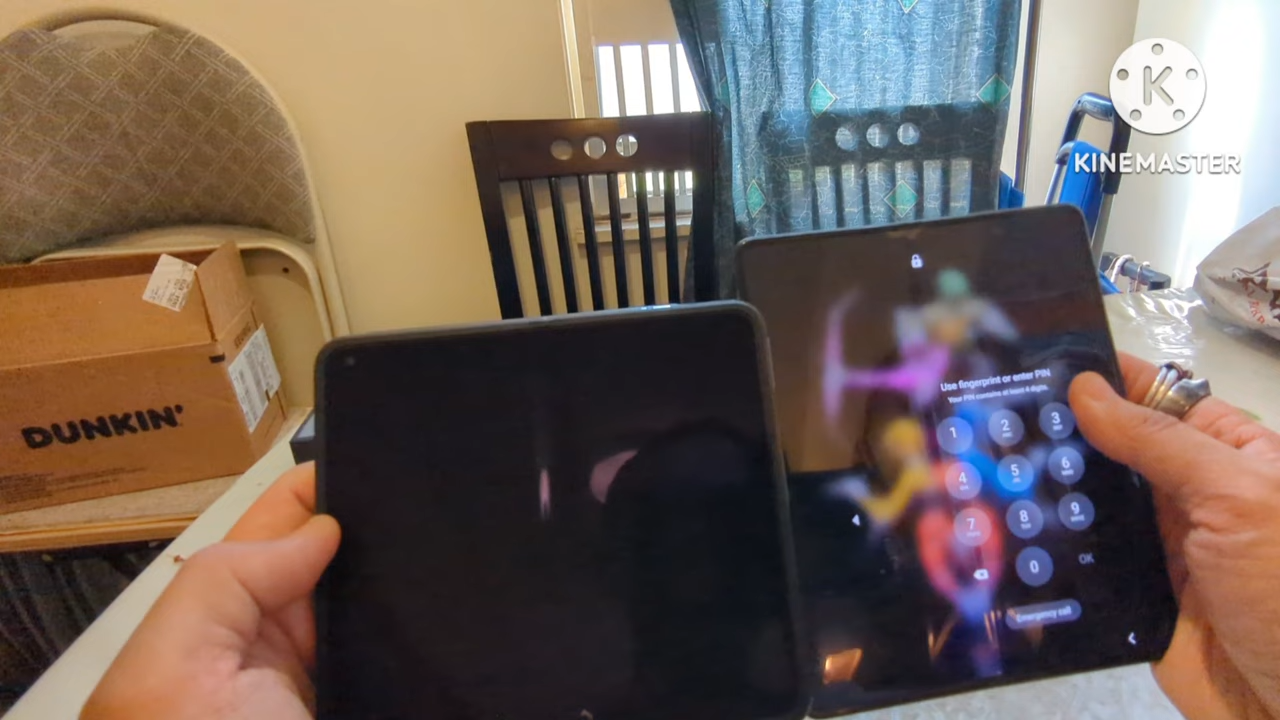 K
KINEMASTER
DUNKIN'
Use fingerprint or enter PIN
Your PIN contains at least 4 digits.
1
2
3
4
5
6
7
8
9
0
OK
Emergency call